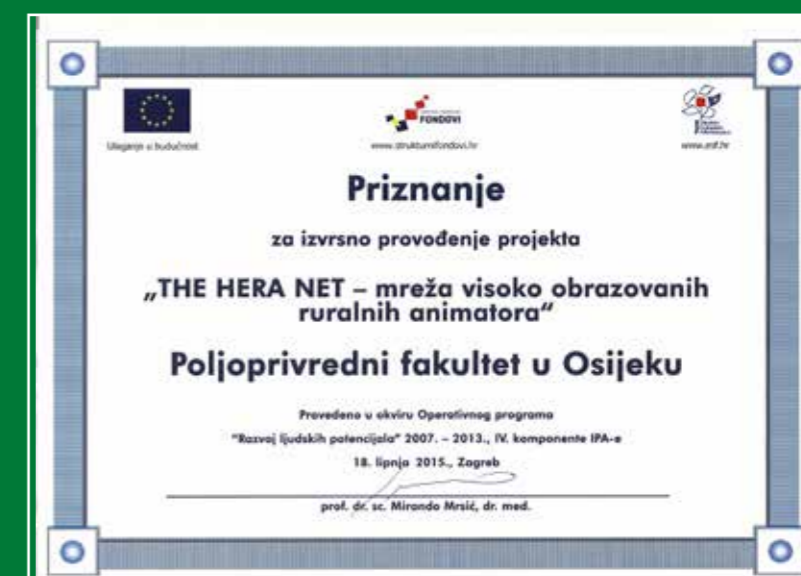 Ulaganje u budućnost
FONDOVI
www.strukturnifondovi.hr
www.esf.hr
Priznanje
za izvrsno provođenje projekta
„THE HERA NET – mreža visoko obrazovanih
ruralnih animatora“
Poljoprivredni fakultet u Osijeku
Provedeno u okviru Operativnog programa
"Razvoj ljudskih potencijala" 2007. – 2013., IV. komponente IPA-e
18. lipnja 2015., Zagreb
prof. dr. sc. Mirando Mrsić, dr. med.